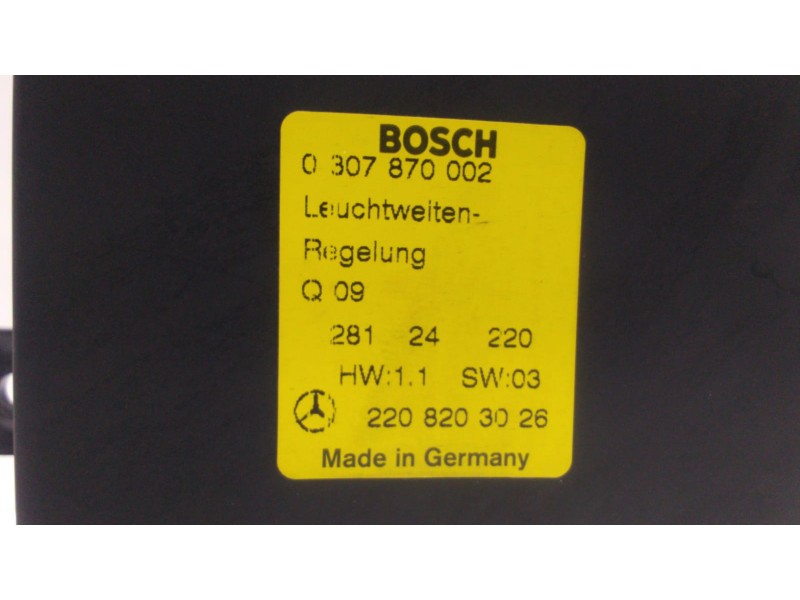 BOSCH
0 307 870 002
Leuchtweiten-
Regelung
Q 09
281 24 220
HW:1.1 SW:03
220 820 30 26
Made in Germany